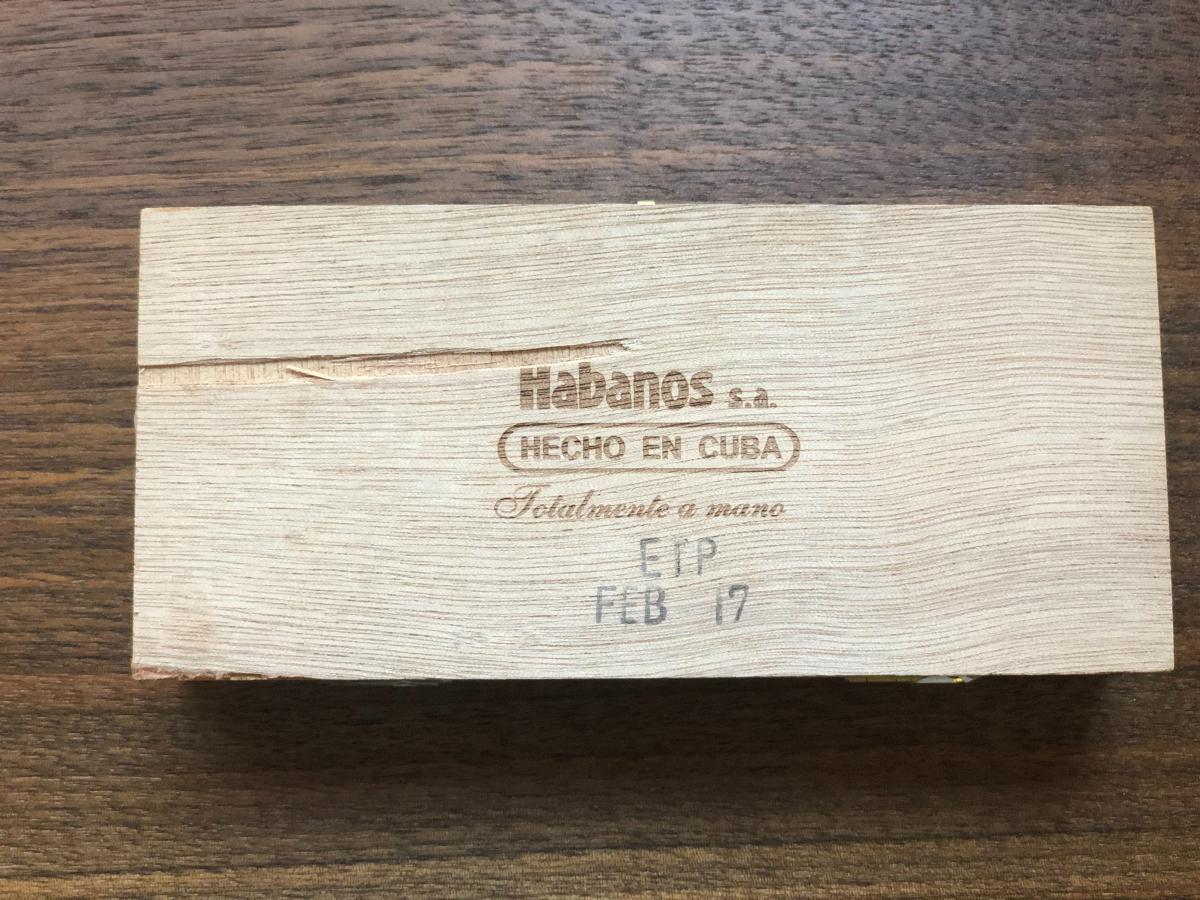 Habanos s.a.
HECHO EN CUBA
Totalmente a mano
ETP
FEB 17